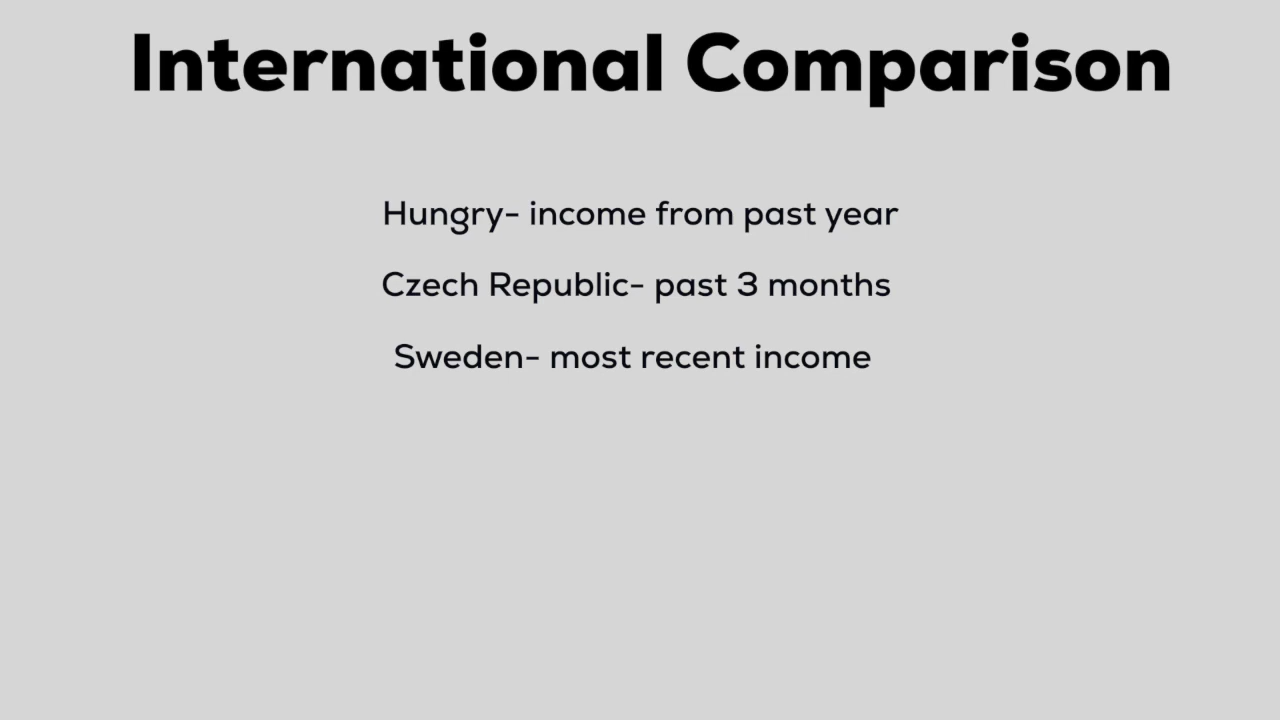 International Comparison
Hungry- income from past year
Czech Republic- past 3 months
Sweden- most recent income